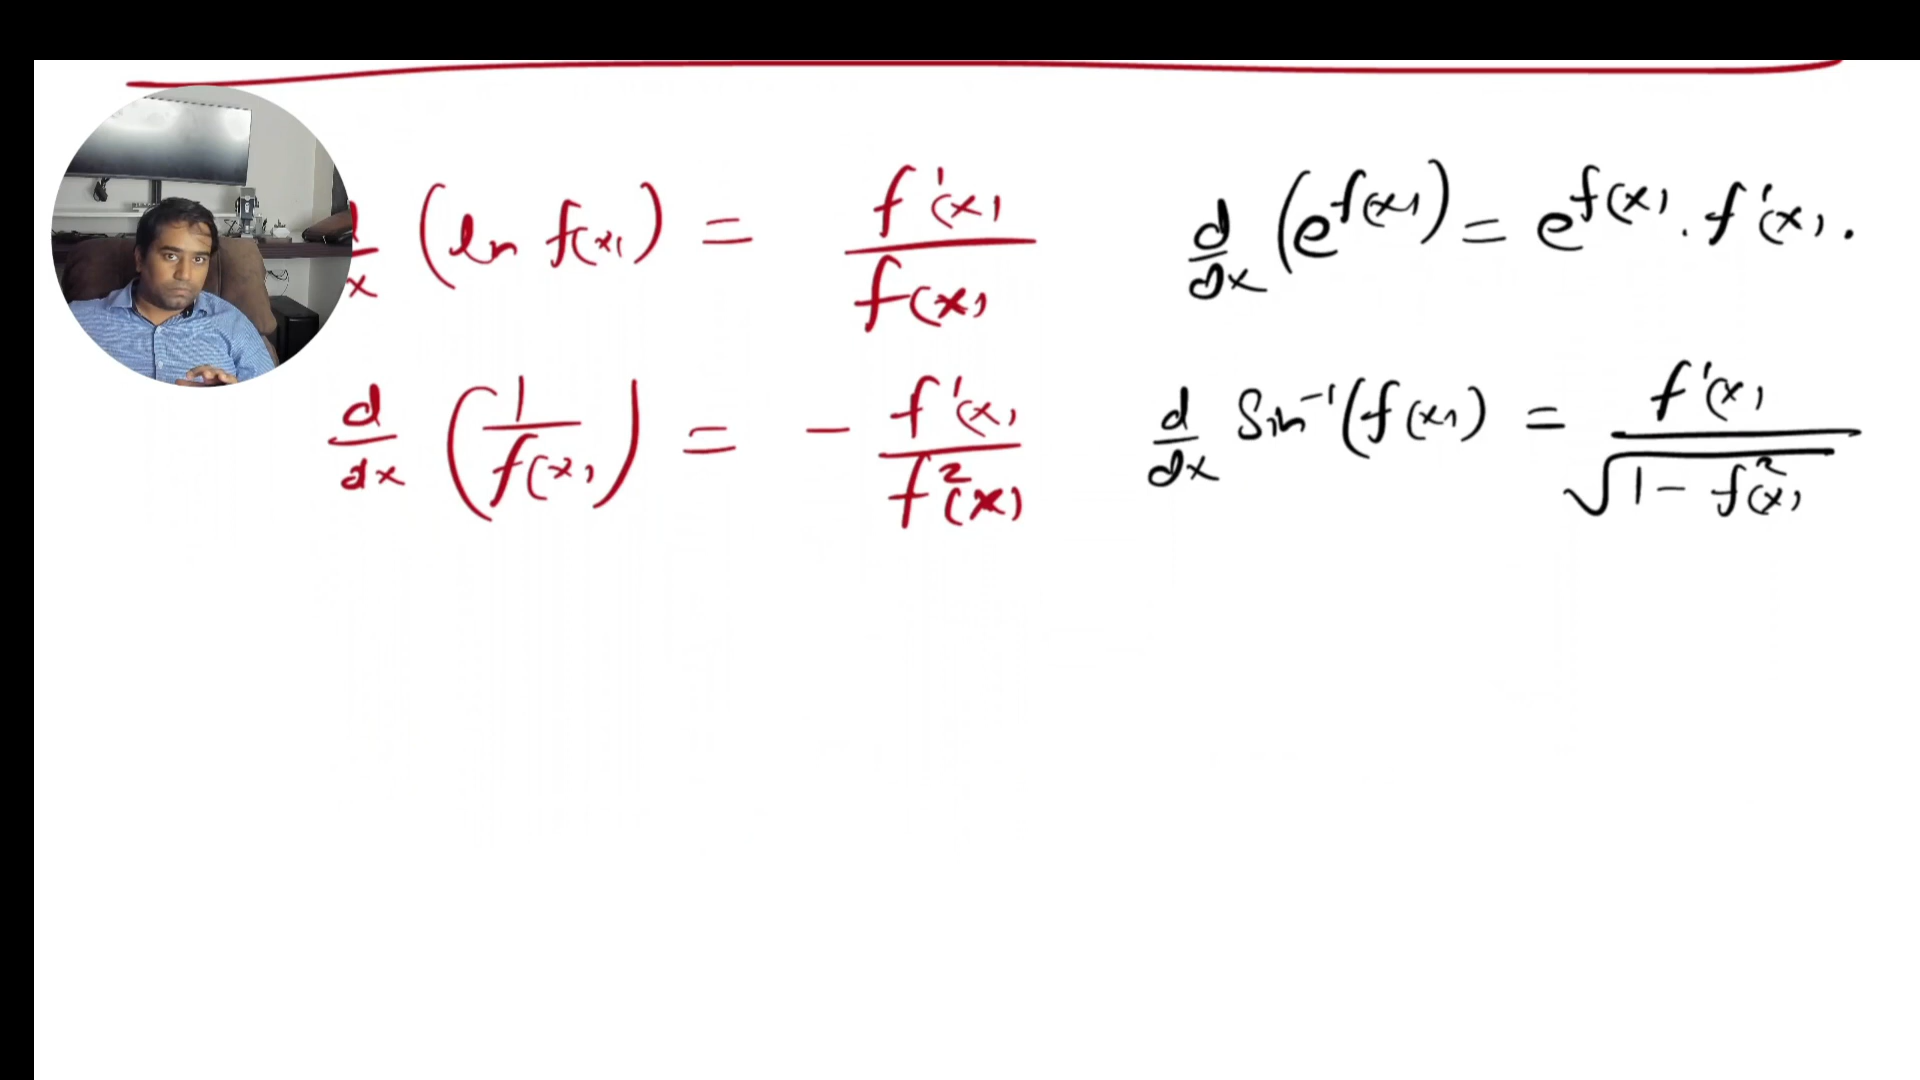 d/dx (ln f(x)) = f'(x) / f(x)
d/dx (e^f(x)) = e^f(x) . f'(x) .
d/dx (1/f(x)) = - f'(x) / f²(x)
d/dx Sin⁻¹(f(x)) = f'(x) / √(1 - f²(x))